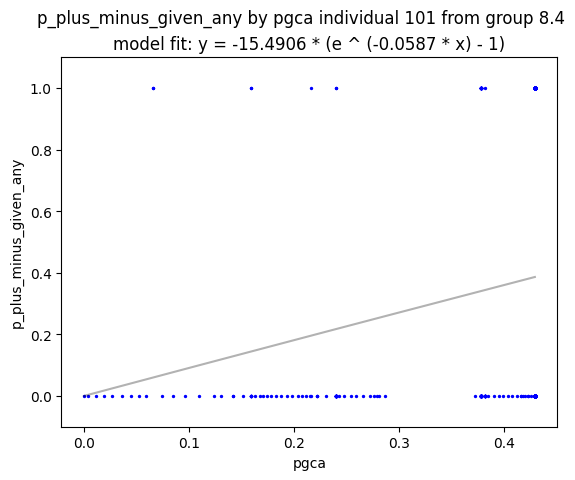 p_plus_minus_given_any by pgca individual 101 from group 8.4
model fit: y = -15.4906 * (e ^ (-0.0587 * x) - 1)
1.0
0.8
0.6
0.4
0.2
0.0
p_plus_minus_given_any
0.0 0.1 0.2 0.3 0.4
pgca